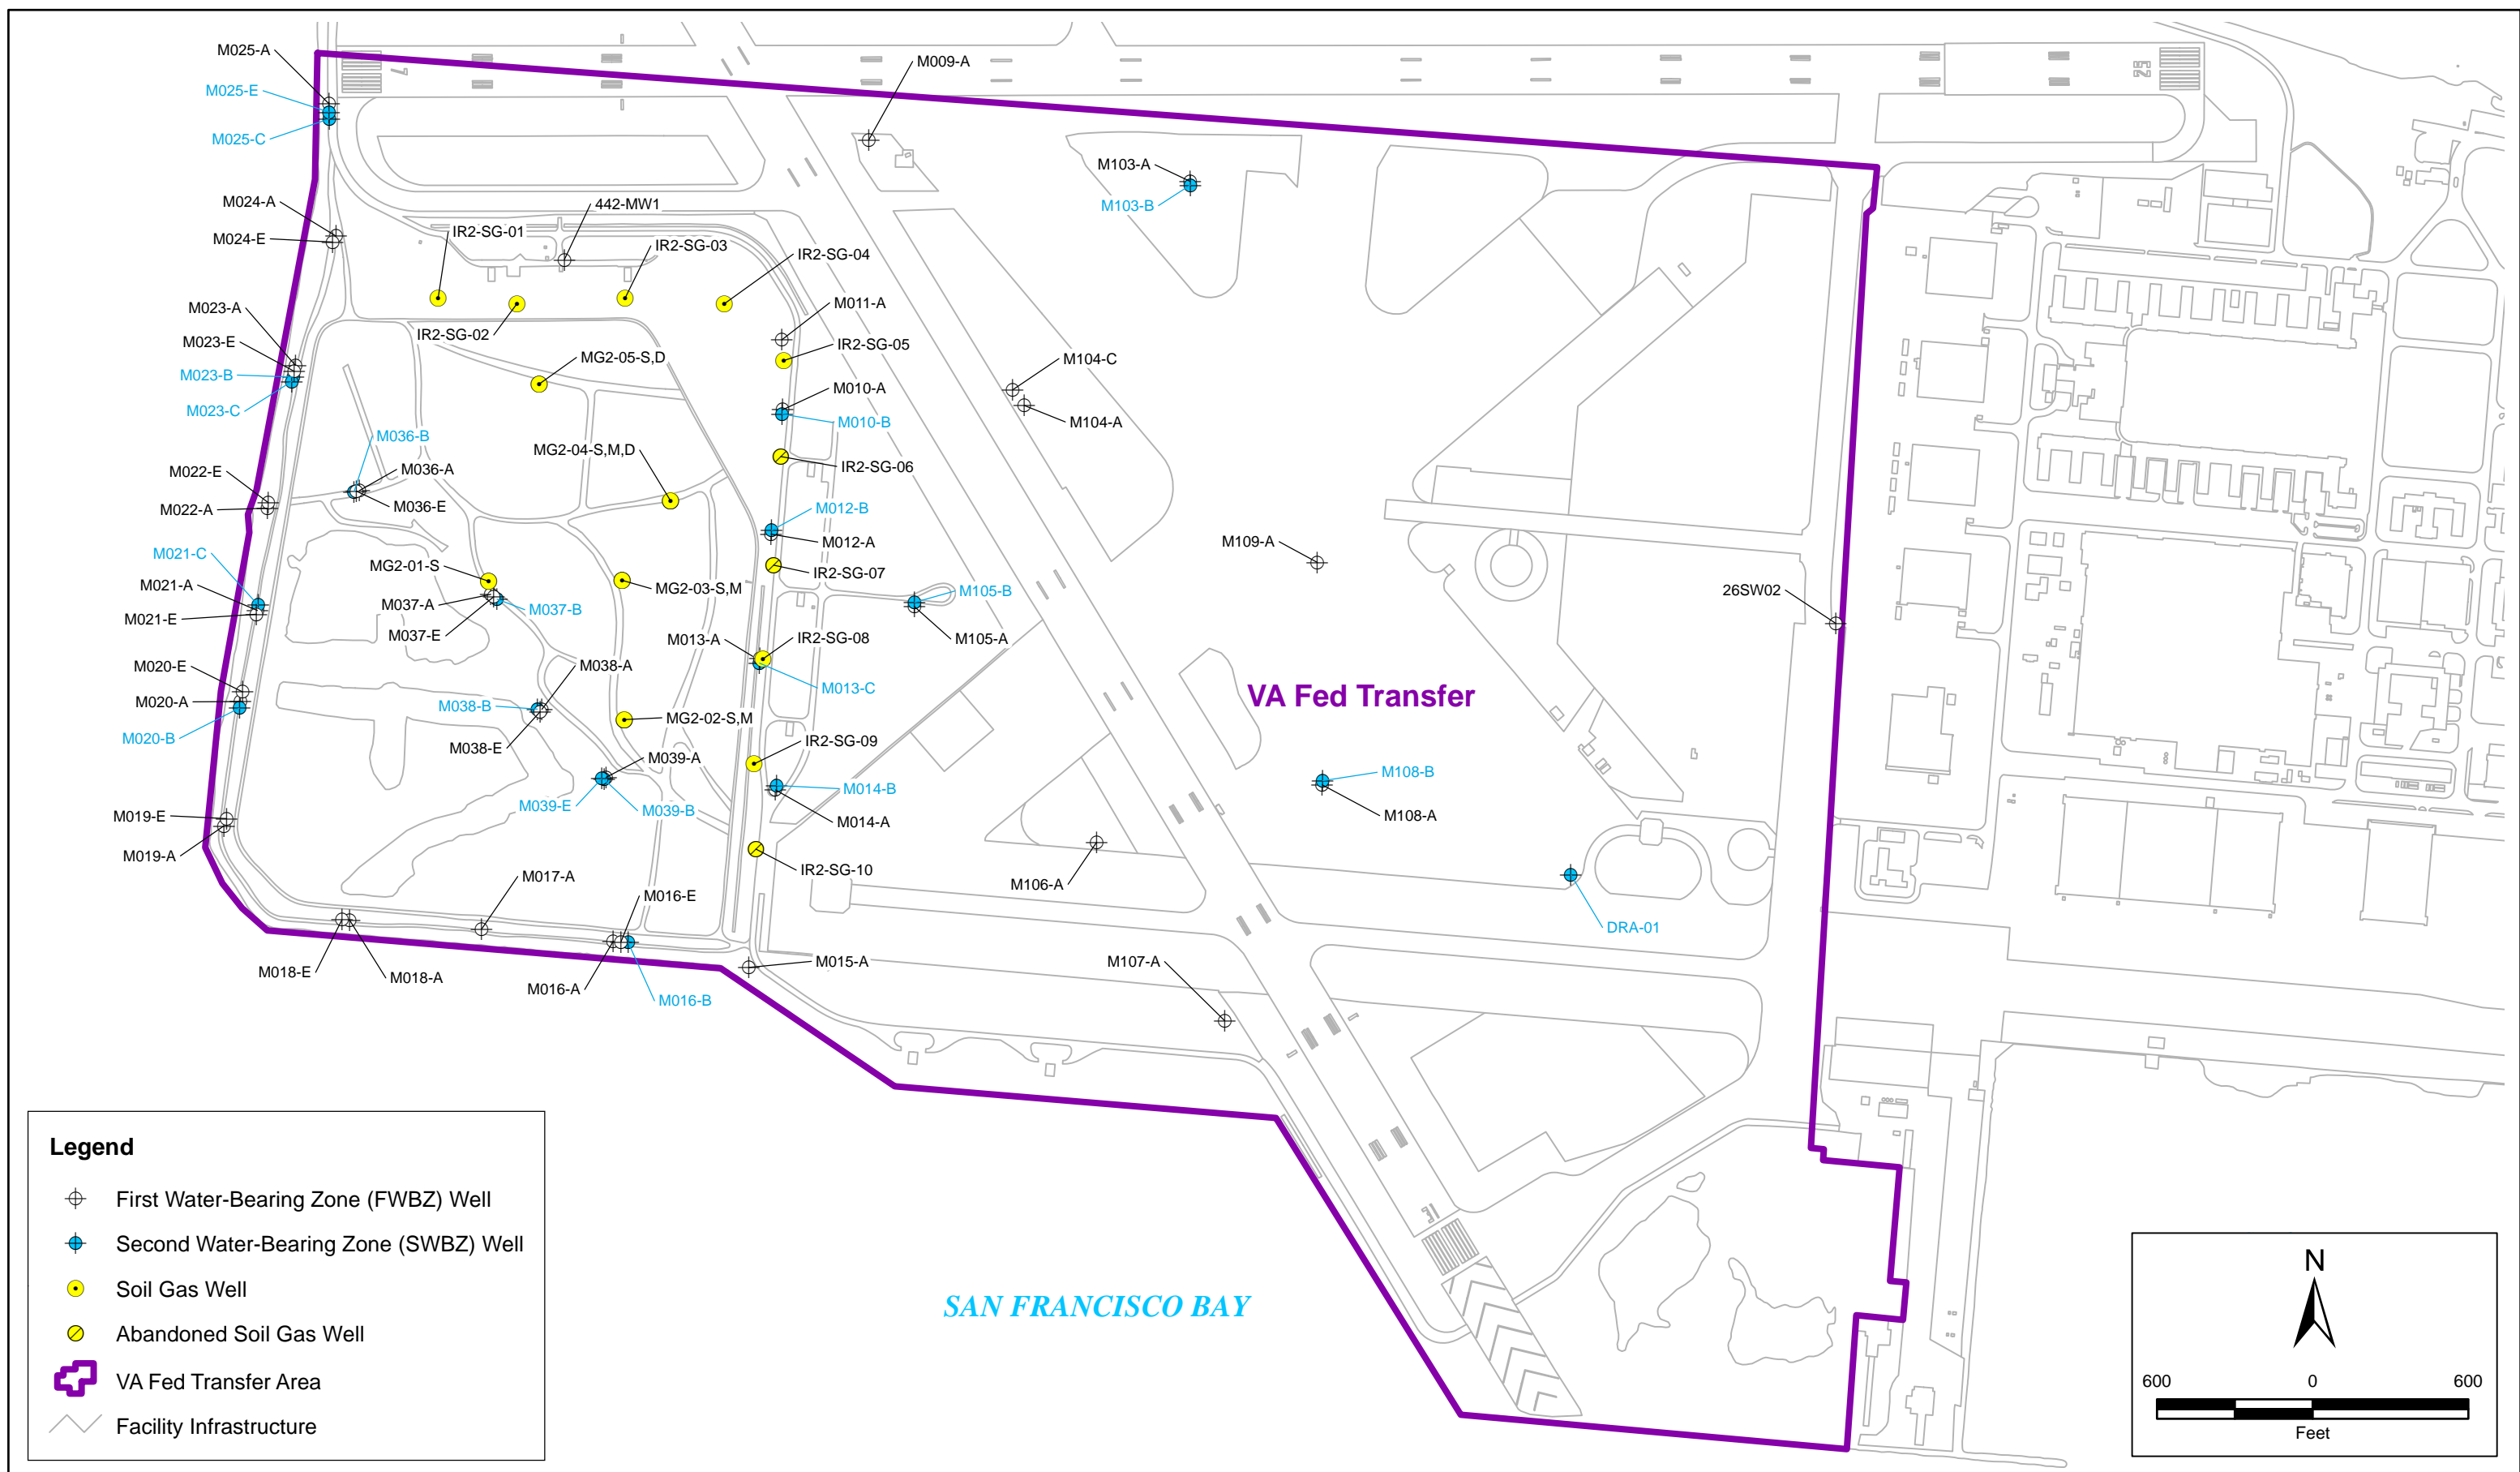 M025-A
M009-A
M025-E
M025-C
7
25
M103-A
M103-B
M024-A
442-MW1
M024-E
IR2-SG-01
IR2-SG-03
IR2-SG-04
M023-A
M011-A
IR2-SG-02
M023-E
IR2-SG-05
MG2-05-S,D
M104-C
M023-B
M023-C
M010-A
M010-B
M104-A
M036-B
MG2-04-S,M,D
M036-A
IR2-SG-06
M022-E
M036-E
M022-A
M012-B
M012-A
M109-A
M021-C
MG2-01-S
IR2-SG-07
M021-A
MG2-03-S,M
M105-B
26SW02
M037-A
M037-B
M021-E
M037-E
M013-A
IR2-SG-08
M105-A
M020-E
M038-A
M013-C
VA Fed Transfer
M020-A
M038-B
MG2-02-S,M
M020-B
M038-E
IR2-SG-09
M039-A
M108-B
M039-E
M039-B
M014-B
M019-E
M014-A
M108-A
M019-A
IR2-SG-10
M017-A
M016-E
M106-A
DRA-01
M018-E
M018-A
M016-A
M015-A
M107-A
M016-B
31
SAN FRANCISCO BAY
Legend
First Water-Bearing Zone (FWBZ) Well
Second Water-Bearing Zone (SWBZ) Well
Soil Gas Well
Abandoned Soil Gas Well
VA Fed Transfer Area
Facility Infrastructure
N
600 0 600
Feet